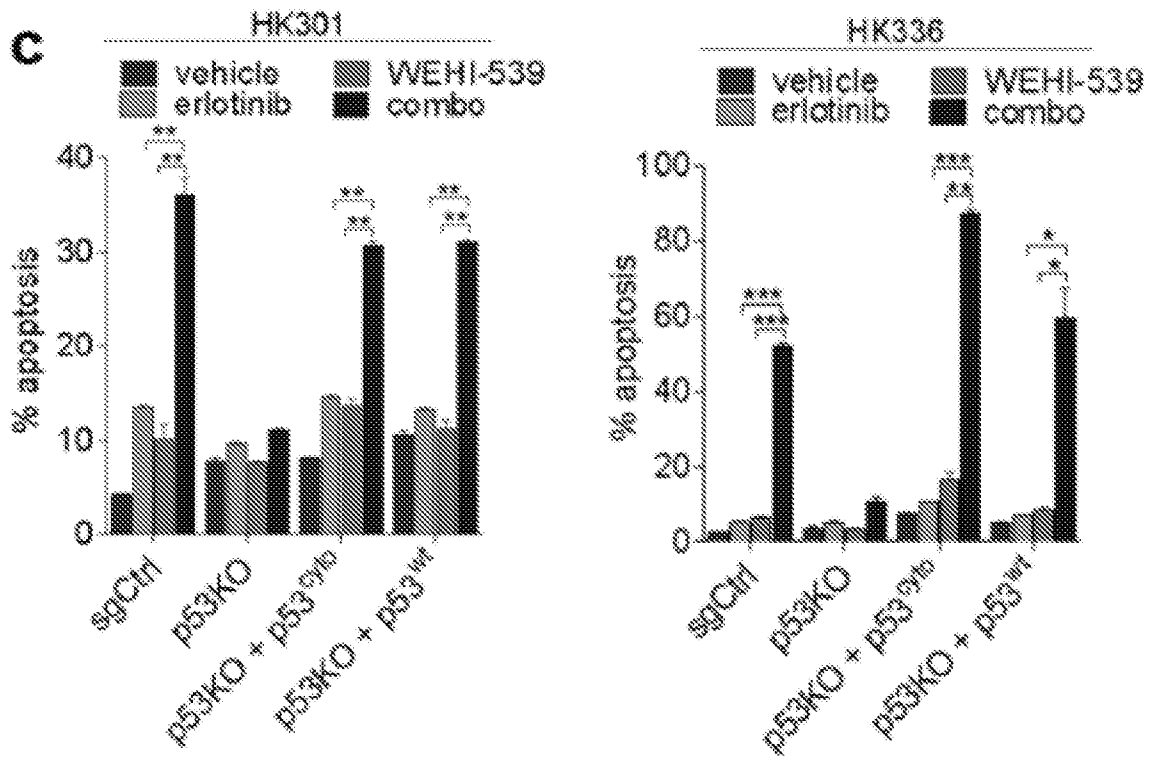 c
HK301
vehicle WEHI-539
erlotinib combo
** 
**
**
**
**
**
40
30
20
10
0
% apoptosis
sgCtrl
p53KO
p53KO + p53cyto
p53KO + p53wt
HK336
vehicle WEHI-539
erlotinib combo
***
**
*
*
***
***
100
80
60
40
20
0
% apoptosis
sgCtrl
p53KO
p53KO + p53cyto
p53KO + p53wt